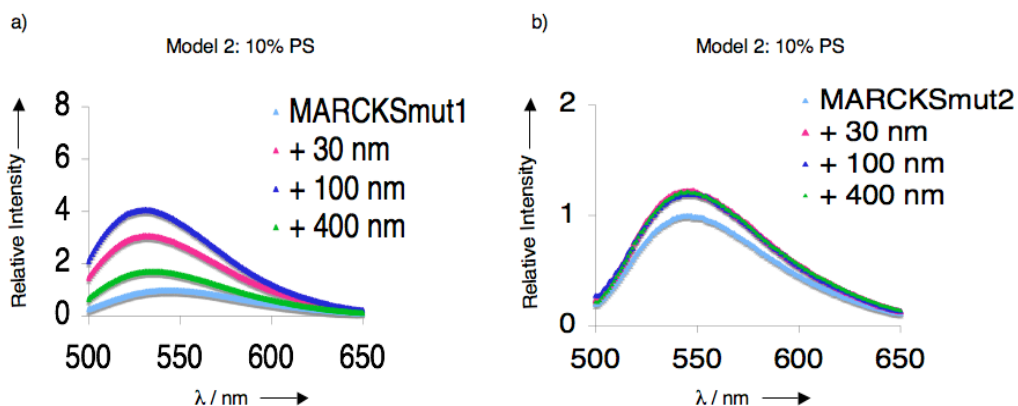 a)
Model 2: 10% PS
Relative Intensity
8
6
4
2
0
500 550 600 650
λ / nm
MARCKSmut1
+ 30 nm
+ 100 nm
+ 400 nm
b)
Model 2: 10% PS
Relative Intensity
2
1
0
500 550 600 650
λ / nm
MARCKSmut2
+ 30 nm
+ 100 nm
+ 400 nm